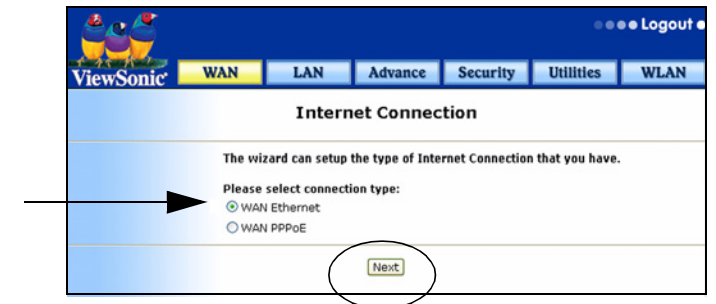 Logout
ViewSonic®
WAN LAN Advance Security Utilities WLAN
Internet Connection
The wizard can setup the type of Internet Connection that you have.
Please select connection type:
WAN Ethernet
WAN PPPoE
Next